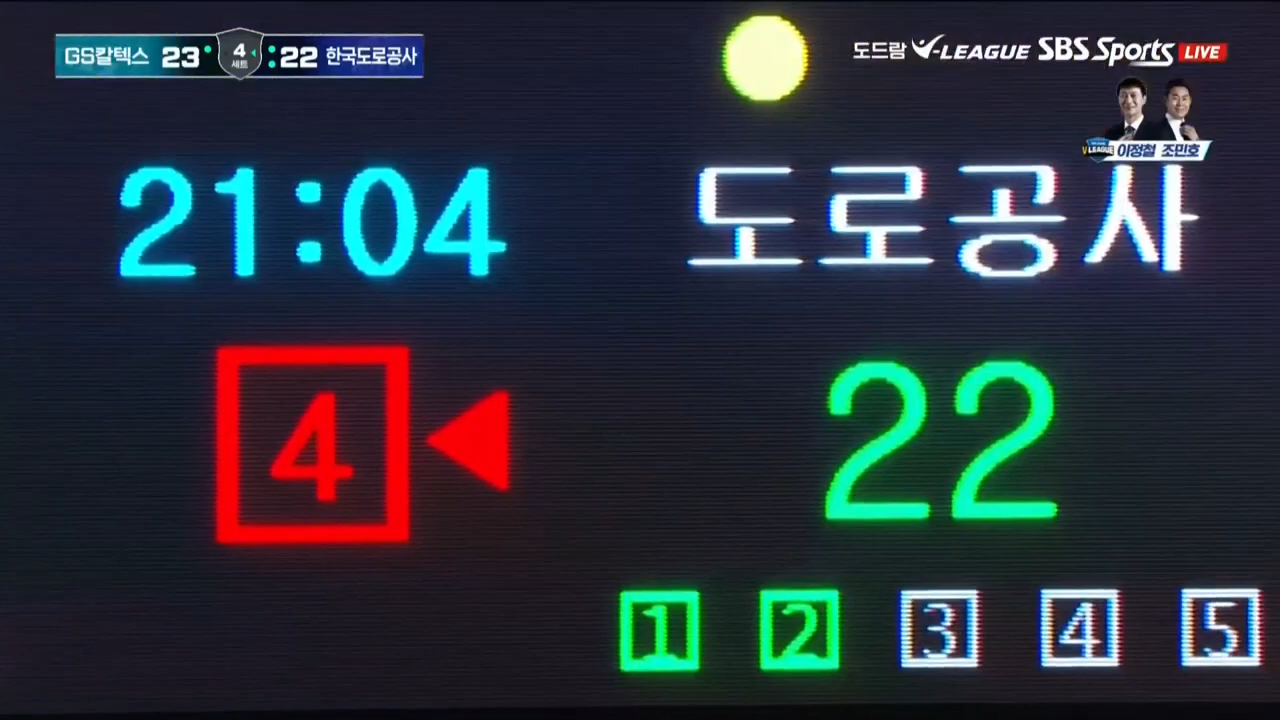 GS칼텍스 23 4 세트 22 한국도로공사
도드람 V-LEAGUE SBS Sports LIVE
V-LEAGUE 이정철 조민호
21:04 도로공사
4 22
1 2 3 4 5